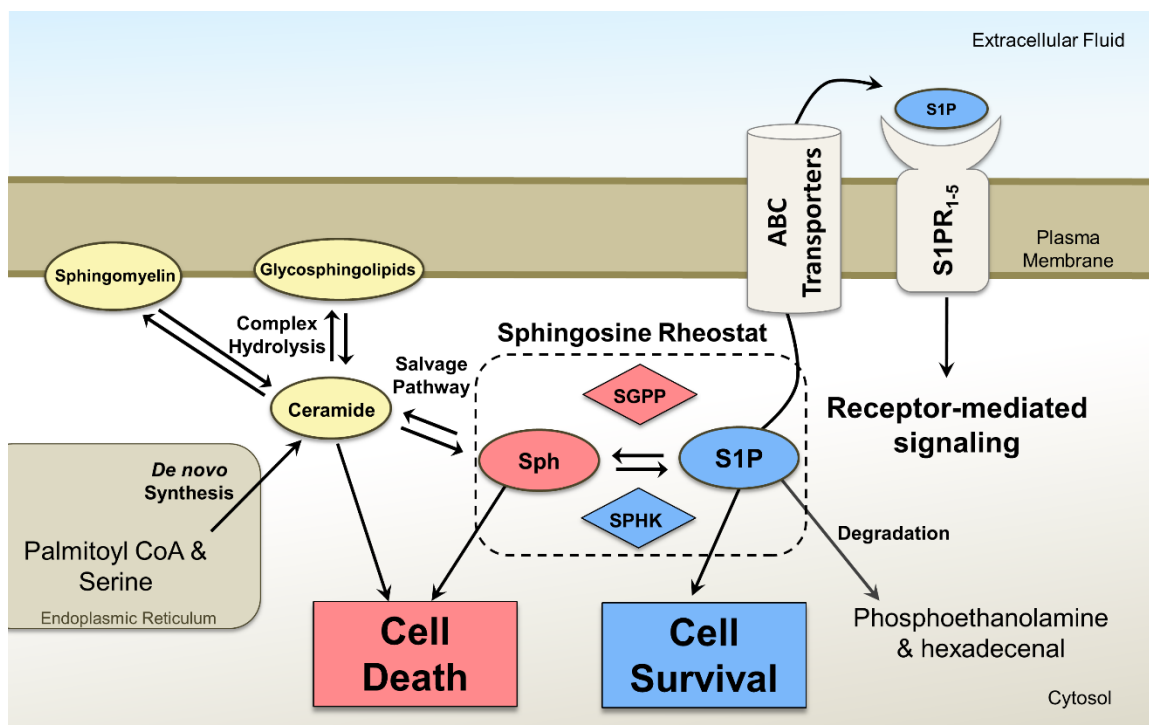 Extracellular Fluid
S1P
ABC
Transporters
S1PR1-5
Plasma
Membrane
Sphingomyelin
Glycosphingolipids
Complex
Hydrolysis
Sphingosine Rheostat
Salvage
Pathway
SGPP
Ceramide
Receptor-mediated
signaling
Sph
S1P
De novo
Synthesis
SPHK
Degradation
Palmitoyl CoA &
Serine
Endoplasmic Reticulum
Cell
Death
Cell
Survival
Phosphoethanolamine
& hexadecenal
Cytosol